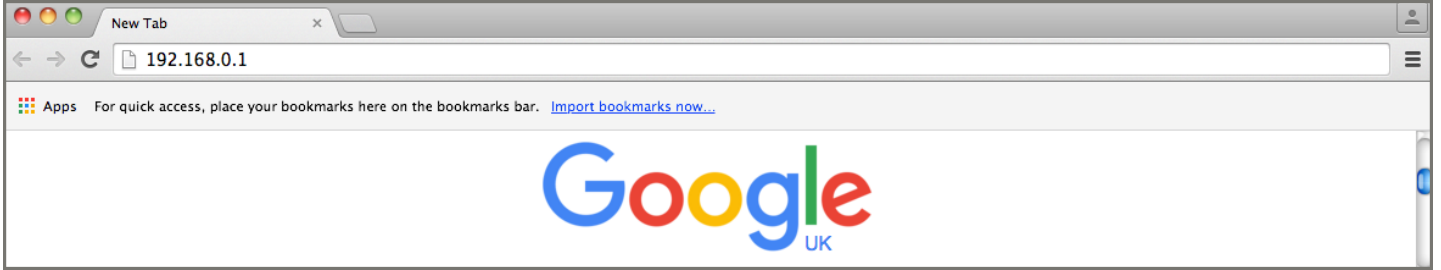 New Tab
192.168.0.1
Apps For quick access, place your bookmarks here on the bookmarks bar. Import bookmarks now...
Google
UK